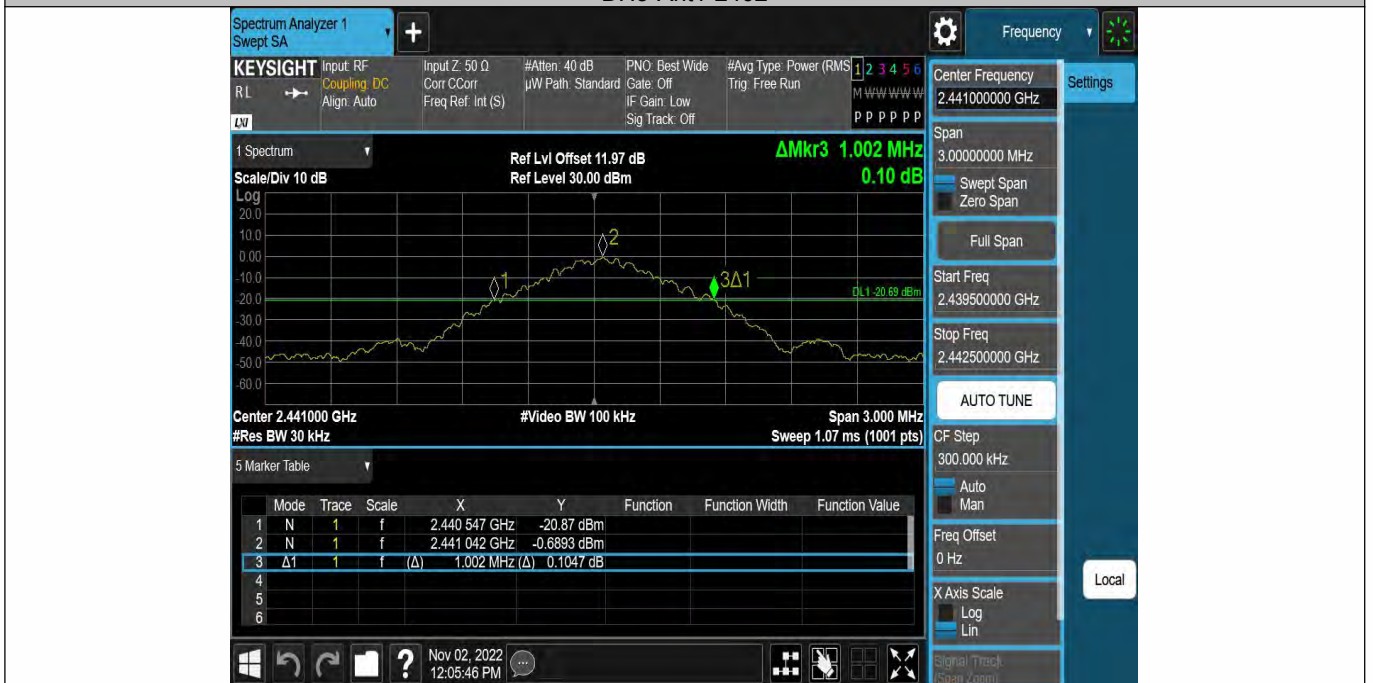 Spectrum Analyzer 1
Swept SA
+
Frequency
KEYSIGHT
RL
LXI
Input: RF
Coupling: DC
Align: Auto
Input Z: 50 Ω
Corr CCorr
Freq Ref: Int (S)
#Atten: 40 dB
µW Path: Standard
PNO: Best Wide
Gate: Off
IF Gain: Low
Sig Track: Off
#Avg Type: Power (RMS
Trig: Free Run
1 2 3 4 5 6
M W W W W W
P P P P P P
Center Frequency
2.441000000 GHz
Settings
Span
3.00000000 MHz
Swept Span
Zero Span
Full Span
Start Freq
2.439500000 GHz
Stop Freq
2.442500000 GHz
AUTO TUNE
CF Step
300.000 kHz
Auto
Man
Freq Offset
0 Hz
X Axis Scale
Log
Lin
Signal Track
(Span Zoom)
Local
1 Spectrum
Scale/Div 10 dB
Ref Lvl Offset 11.97 dB
Ref Level 30.00 dBm
ΔMkr3 1.002 MHz
0.10 dB
Log
20.0
10.0
0.00
-10.0
-20.0
-30.0
-40.0
-50.0
-60.0
1
2
3Δ1
DL1 -20.69 dBm
Center 2.441000 GHz
#Video BW 100 kHz
Span 3.000 MHz
#Res BW 30 kHz
Sweep 1.07 ms (1001 pts)
5 Marker Table
Mode Trace Scale X Y Function Function Width Function Value
1 N 1 f 2.440 547 GHz -20.87 dBm
2 N 1 f 2.441 042 GHz -0.6893 dBm
3 Δ1 1 f (Δ) 1.002 MHz (Δ) 0.1047 dB
4
5
6
?
Nov 02, 2022
12:05:46 PM